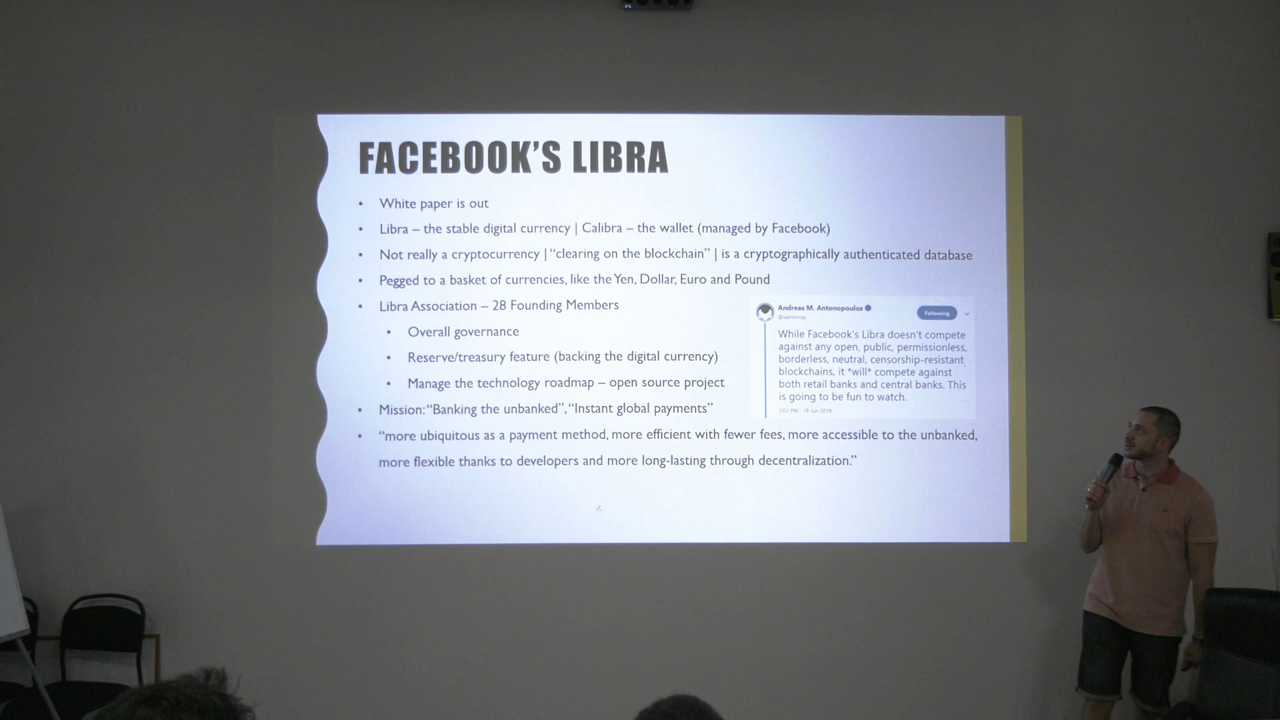 FACEBOOK'S LIBRA
• White paper is out
• Libra – the stable digital currency | Calibra – the wallet (managed by Facebook)
• Not really a cryptocurrency | "clearing on the blockchain" | is a cryptographically authenticated database
• Pegged to a basket of currencies, like the Yen, Dollar, Euro and Pound
• Libra Association – 28 Founding Members
• Overall governance
• Reserve/treasury feature (backing the digital currency)
• Manage the technology roadmap – open source project
• Mission: "Banking the unbanked", "Instant global payments"
• "more ubiquitous as a payment method, more efficient with fewer fees, more accessible to the unbanked,
more flexible thanks to developers and more long-lasting through decentralization."
Andreas M. Antonopoulos
Following
While Facebook's Libra doesn't compete
against any open, public, permissionless,
borderless, neutral, censorship-resistant
blockchains, it *will* compete against
both retail banks and central banks. This
is going to be fun to watch.
2:02 PM - 18 Jun 2019